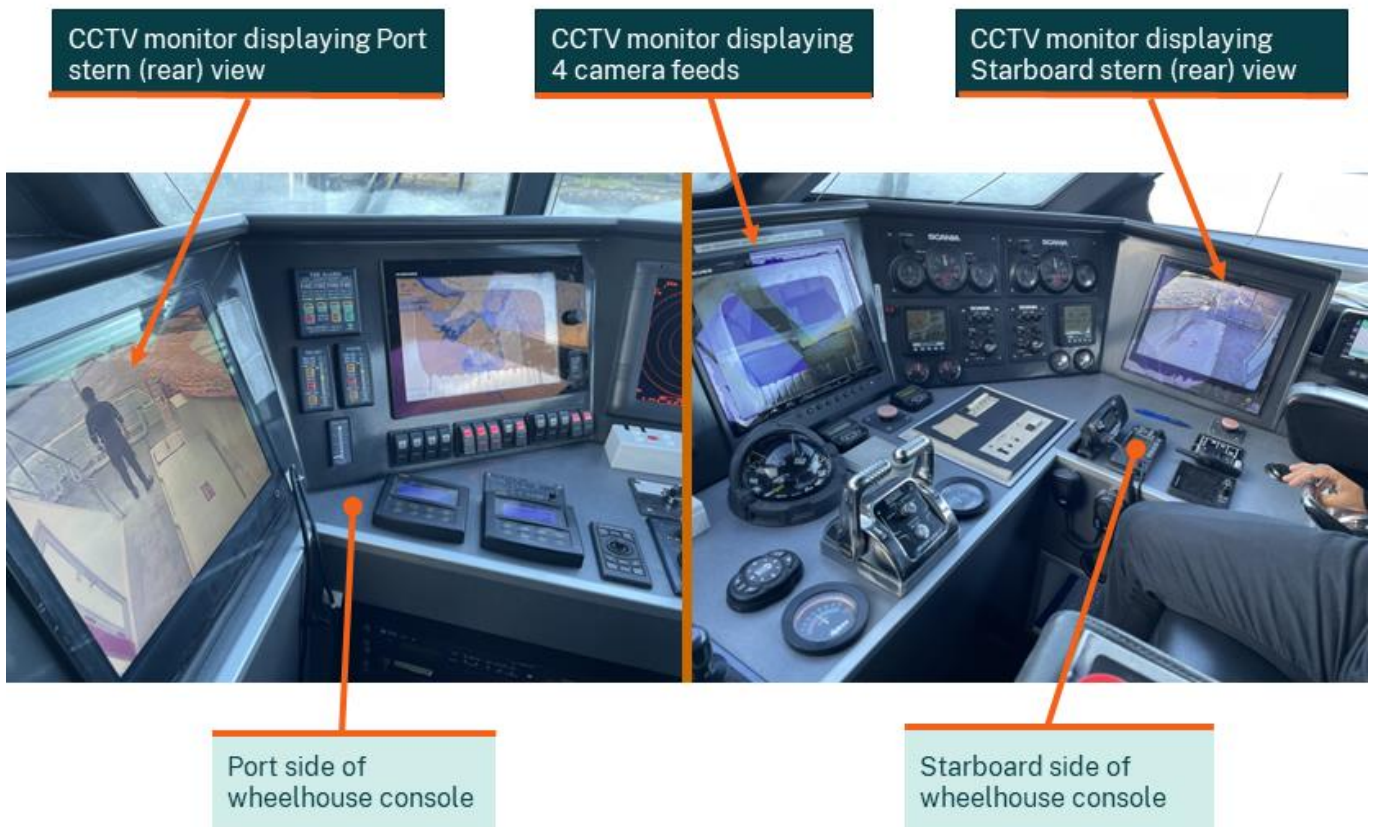 CCTV monitor displaying Port
stern (rear) view
CCTV monitor displaying
4 camera feeds
CCTV monitor displaying
Starboard stern (rear) view
SCANIA
SCANIA
Port side of
wheelhouse console
Starboard side of
wheelhouse console